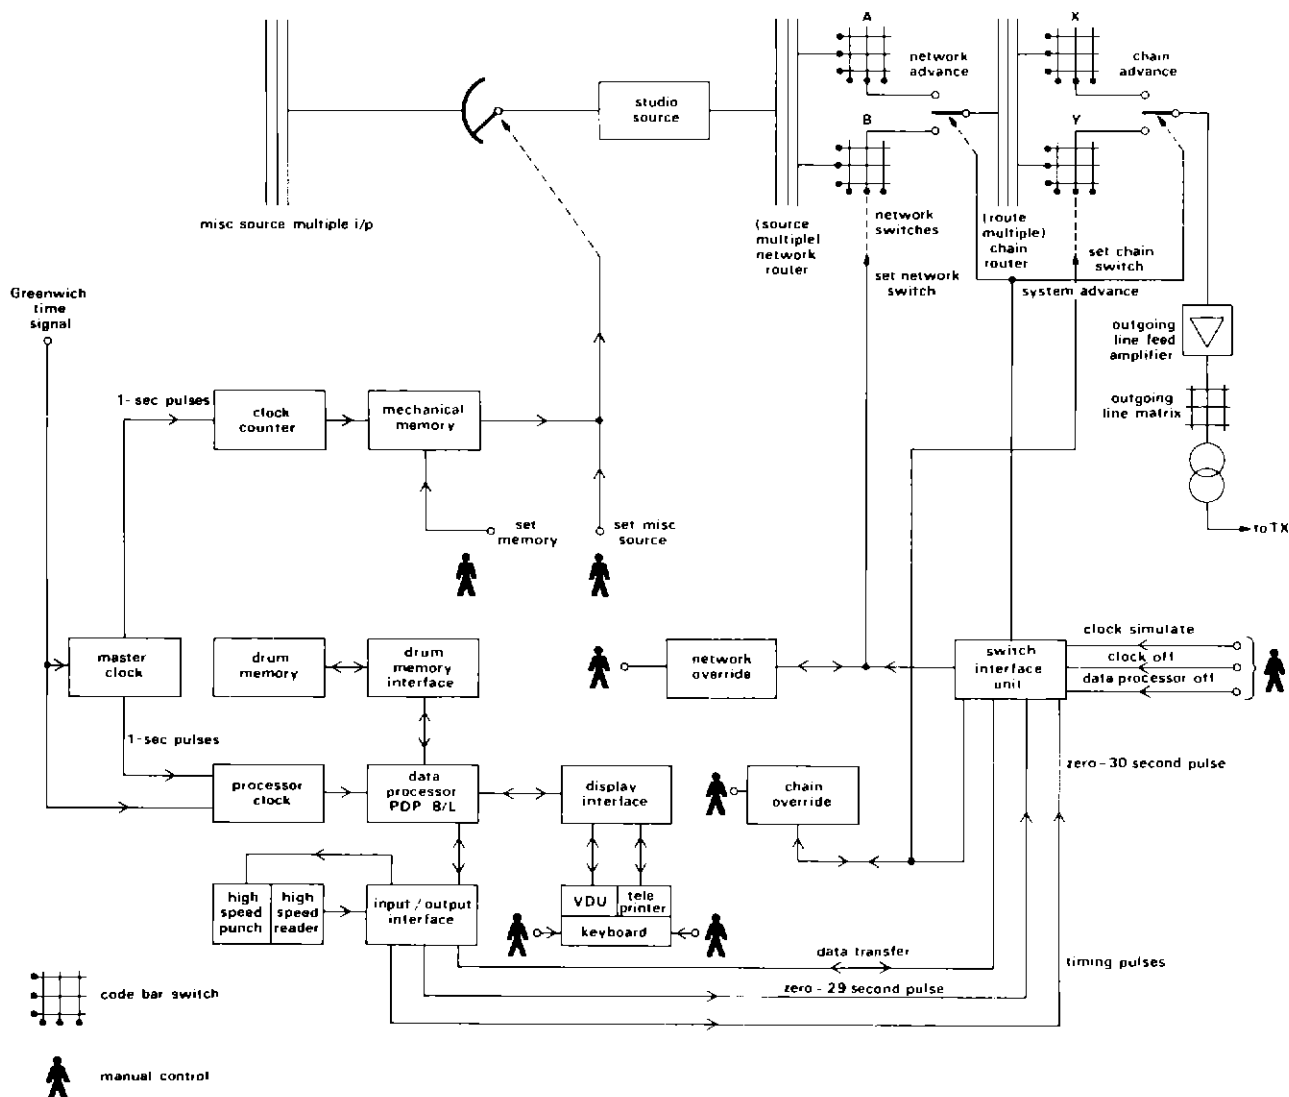 A
X
network
advance
chain
advance
studio
source
B
Y
misc source multiple i/p
(source
multiple)
network
router
network
switches
(route
multiple)
chain
router
set chain
switch
set network
switch
system advance
Greenwich
time
signal
outgoing
line feed
amplifier
1-sec pulses
clock
counter
mechanical
memory
outgoing
line matrix
set
memory
set misc
source
to TX
master
clock
drum
memory
drum
memory
interface
network
override
switch
interface
unit
clock simulate
clock off
data processor off
1-sec pulses
zero-30 second pulse
processor
clock
data
processor
PDP 8/L
display
interface
chain
override
high
speed
punch
high
speed
reader
input/output
interface
VDU
tele
printer
keyboard
data transfer
timing pulses
zero-29 second pulse
code bar switch
manual control